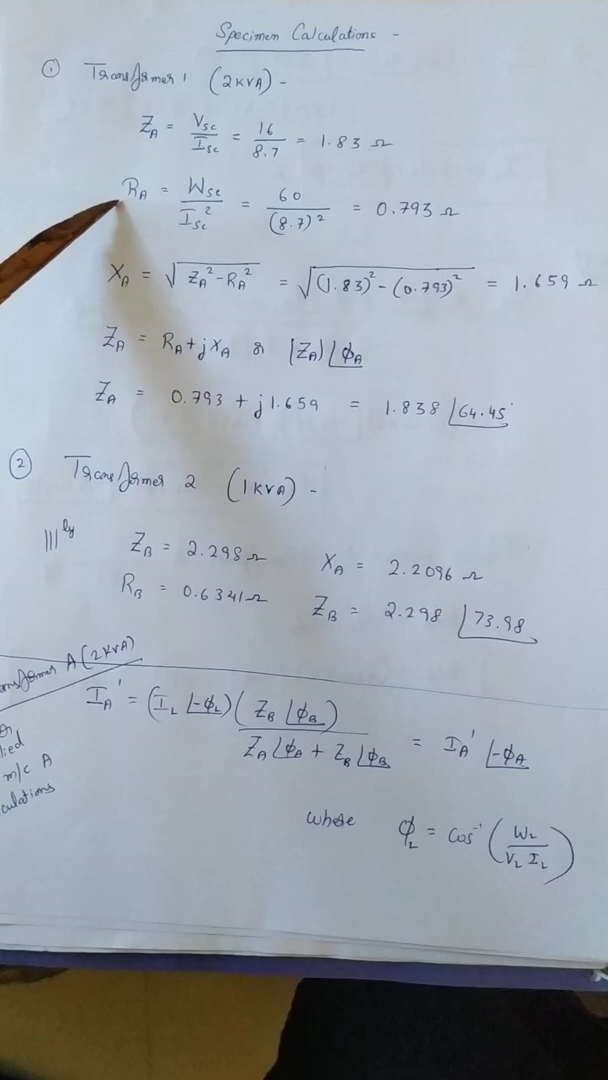 Specimen Calculations -
① Transformer 1 (2KVA) -
Z_A = V_sc / I_sc = 16 / 8.7 = 1.83 Ω
R_A = W_sc / I_sc² = 60 / (8.7)² = 0.793 Ω
X_A = √(Z_A² - R_A²) = √((1.83)² - (0.793)²) = 1.659 Ω
Z_A = R_A + j X_A or |Z_A| ∠φ_A
Z_A = 0.793 + j 1.659 = 1.838 ∠64.45°
② Transformer 2 (1KVA) -
|||ly Z_B = 2.298 Ω X_A = 2.2096 Ω
R_B = 0.6341 Ω Z_B = 2.298 ∠73.98
A (2KVA)
I_A' = (I_L ∠-φ_L) (Z_B ∠φ_B) / (Z_A ∠φ_A + Z_B ∠φ_B) = I_A' ∠-φ_A
m/c A
where φ_L = cos⁻¹ (W_L / V_L I_L)